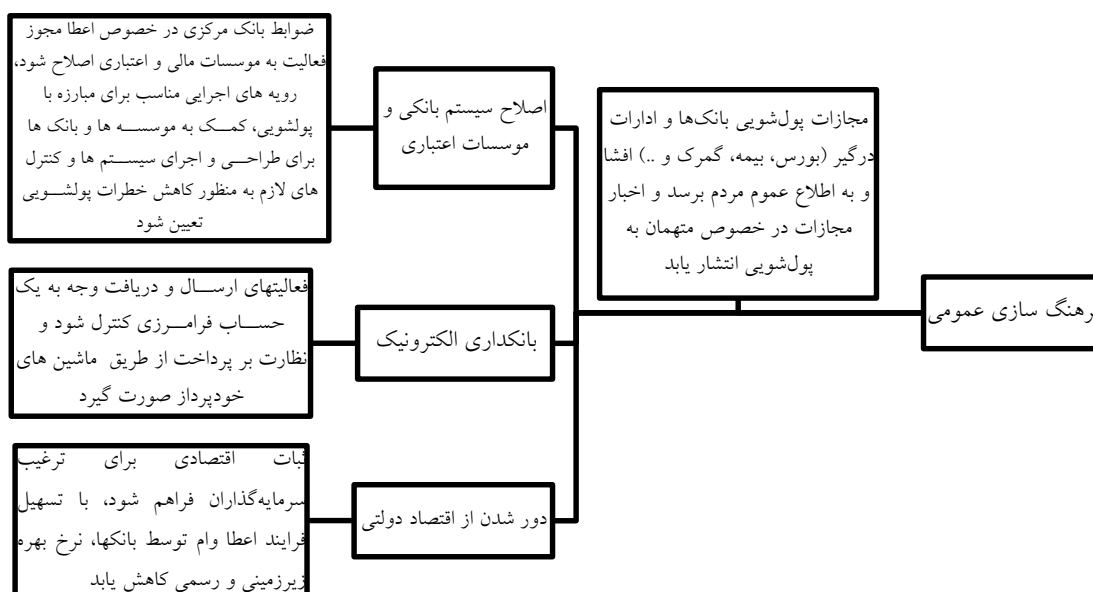 رهنگ سازی عمومی
مجازات پول‌شویی بانک‌ها و ادارات
درگیر (بورس، بیمه، گمرک و ..) افشا
و به اطلاع عموم مردم برسد و اخبار
مجازات در خصوص متهمان به
پول‌شویی انتشار یابد
اصلاح سیستم بانکی و
موسسات اعتباری
ضوابط بانک مرکزی در خصوص اعطا مجوز
فعالیت به موسسات مالی و اعتباری اصلاح شود،
رویه های اجرایی مناسب برای مبارزه با
پولشویی، کمک به موسسه ها و بانک ها
برای طراحی و اجرای سیستم ها و کنترل
های لازم به منظور کاهش خطرات پولشویی
تعیین شود
بانکداری الکترونیک
فعالیتهای ارسال و دریافت وجه به یک
حساب فرامرزی کنترل شود و
نظارت بر پرداخت از طریق ماشین های
خودپرداز صورت گیرد
دور شدن از اقتصاد دولتی
ثبات اقتصادی برای ترغیب
سرمایه‌گذاران فراهم شود، با تسهیل
فرایند اعطا وام توسط بانکها، نرخ بهره
زیرزمینی و رسمی کاهش یابد